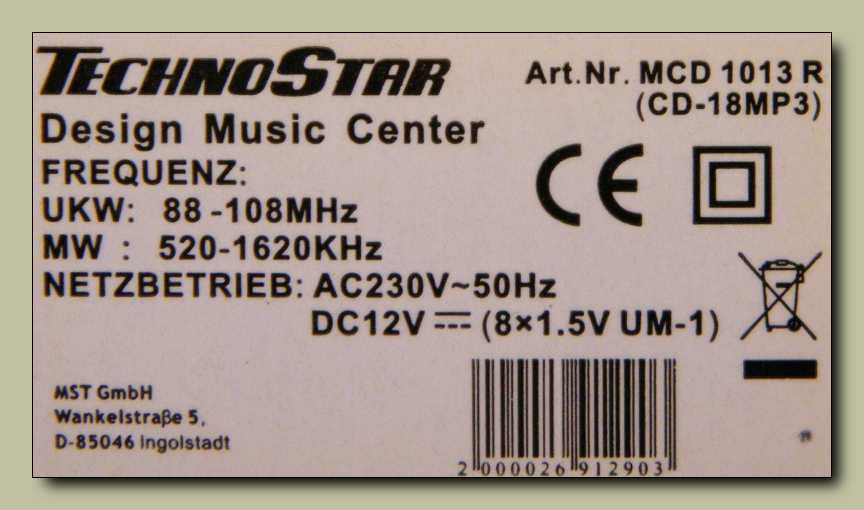 TECHNOSTAR
Art.Nr. MCD 1013 R
(CD-18MP3)
Design Music Center
FREQUENZ:
UKW: 88-108MHz
MW : 520-1620KHz
NETZBETRIEB: AC230V~50Hz
DC12V ⎓ (8×1.5V UM-1)
CE
MST GmbH
Wankelstraße 5,
D-85046 Ingolstadt
2 000026 912903